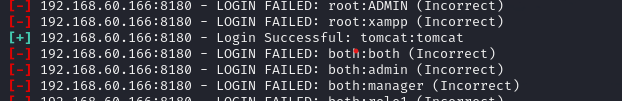 [-] 192.168.60.166:8180 - LOGIN FAILED: root:ADMIN (Incorrect)
[-] 192.168.60.166:8180 - LOGIN FAILED: root:xampp (Incorrect)
[+] 192.168.60.166:8180 - Login Successful: tomcat:tomcat
[-] 192.168.60.166:8180 - LOGIN FAILED: both:both (Incorrect)
[-] 192.168.60.166:8180 - LOGIN FAILED: both:admin (Incorrect)
[-] 192.168.60.166:8180 - LOGIN FAILED: both:manager (Incorrect)
[-] 192.168.60.166:8180 - LOGIN FAILED: both:role1 (Incorrect)